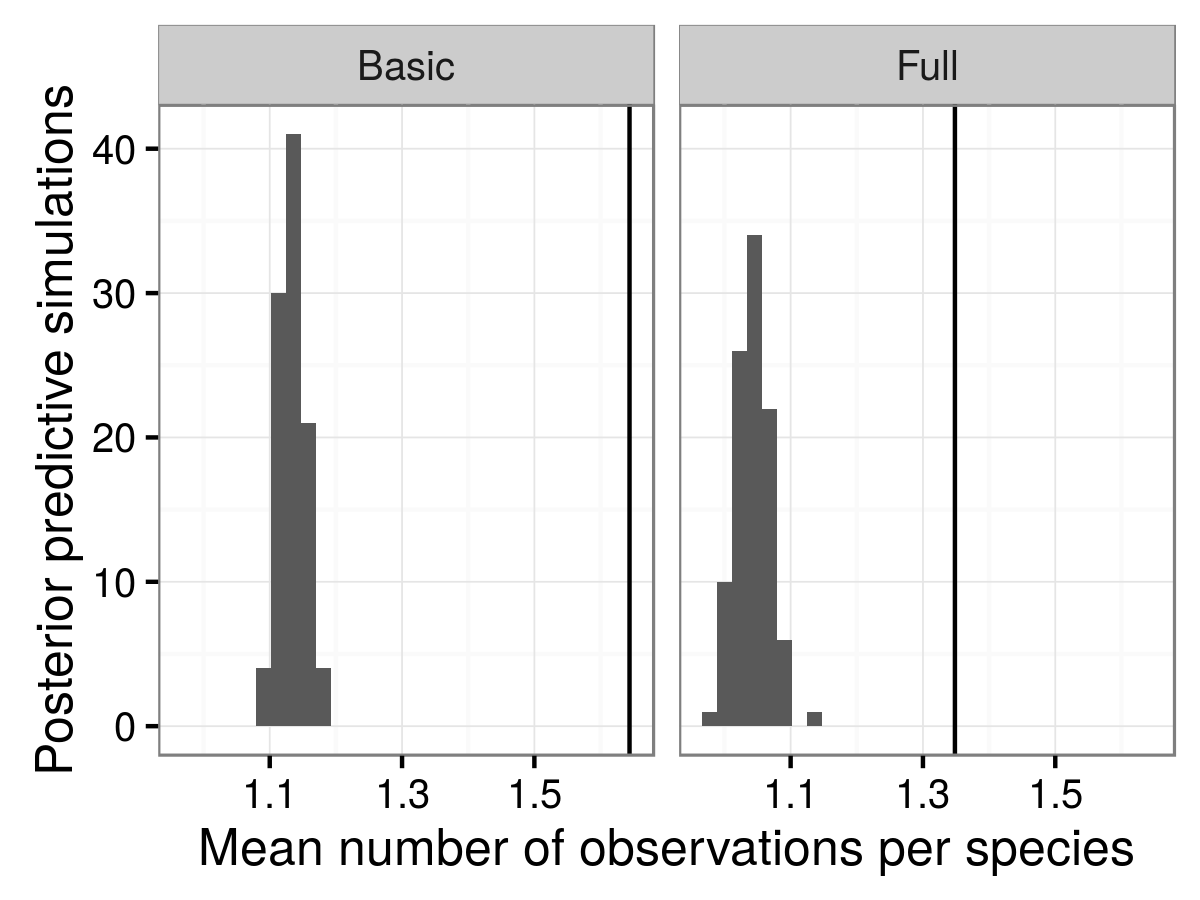 Basic
Full
Posterior predictive simulations
40
30
20
10
0
1.1 1.3 1.5
1.1 1.3 1.5
Mean number of observations per species